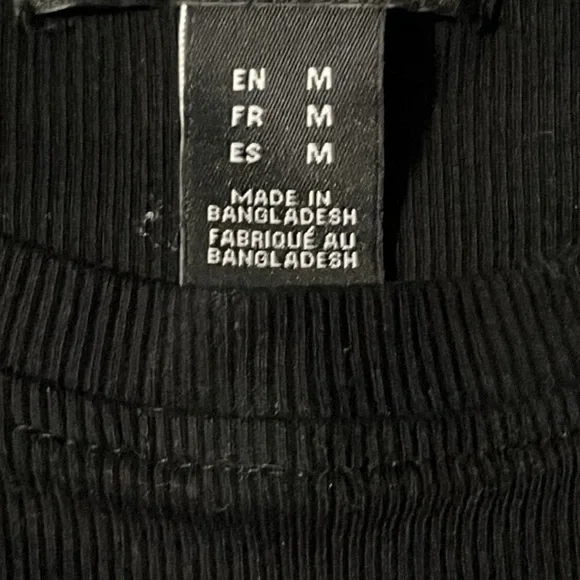 EN M
FR M
ES M
MADE IN
BANGLADESH
FABRIQUÉ AU
BANGLADESH